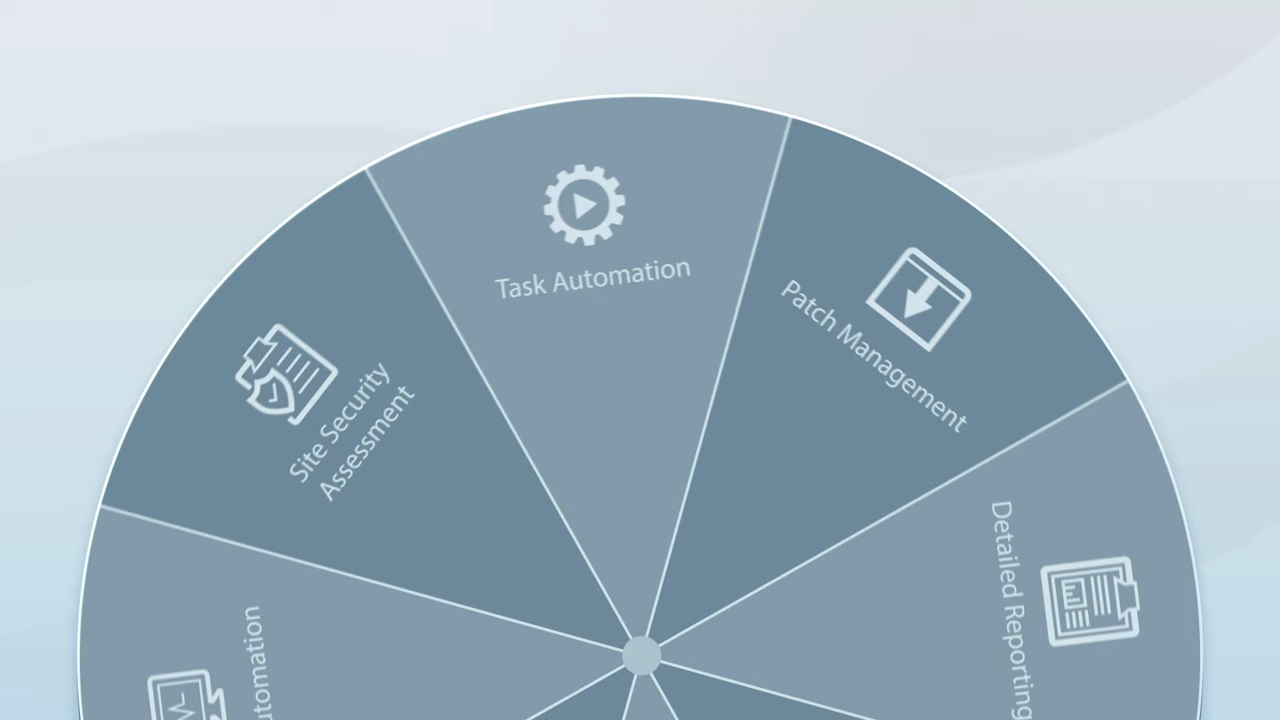 Task Automation
Patch Management
Site Security
Assessment
Detailed Reporting